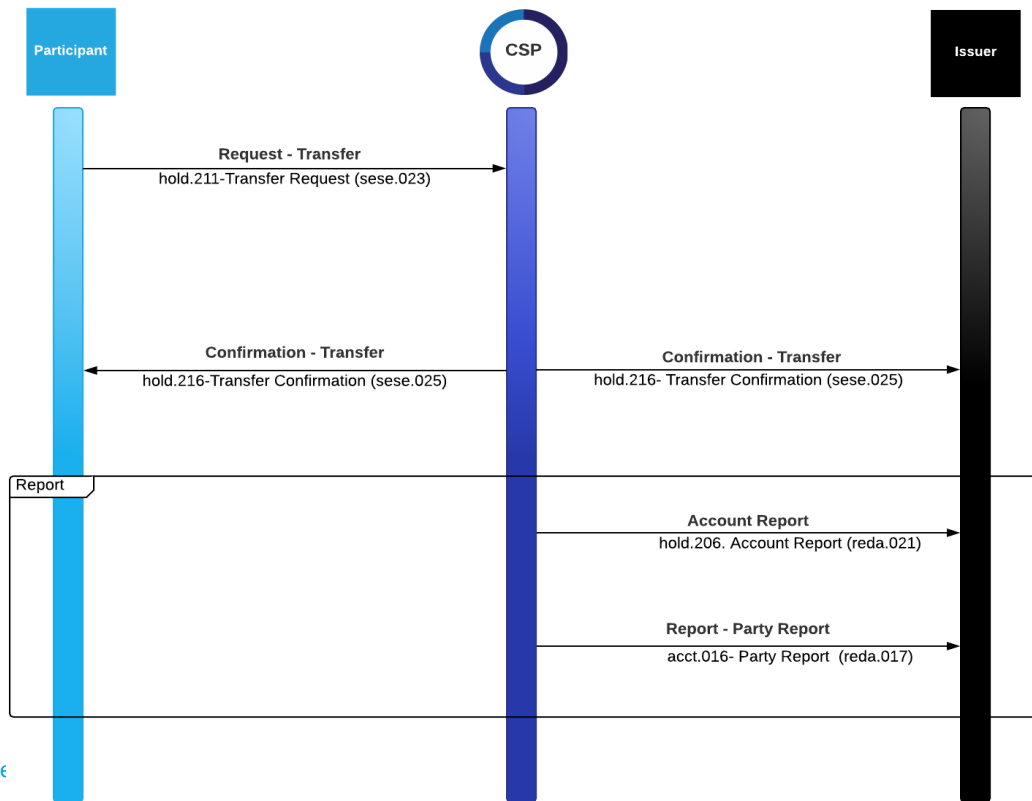 Participant
CSP
Issuer
Request - Transfer
hold.211-Transfer Request (sese.023)
Confirmation - Transfer
hold.216-Transfer Confirmation (sese.025)
Confirmation - Transfer
hold.216- Transfer Confirmation (sese.025)
Report
Account Report
hold.206. Account Report (reda.021)
Report - Party Report
acct.016- Party Report (reda.017)